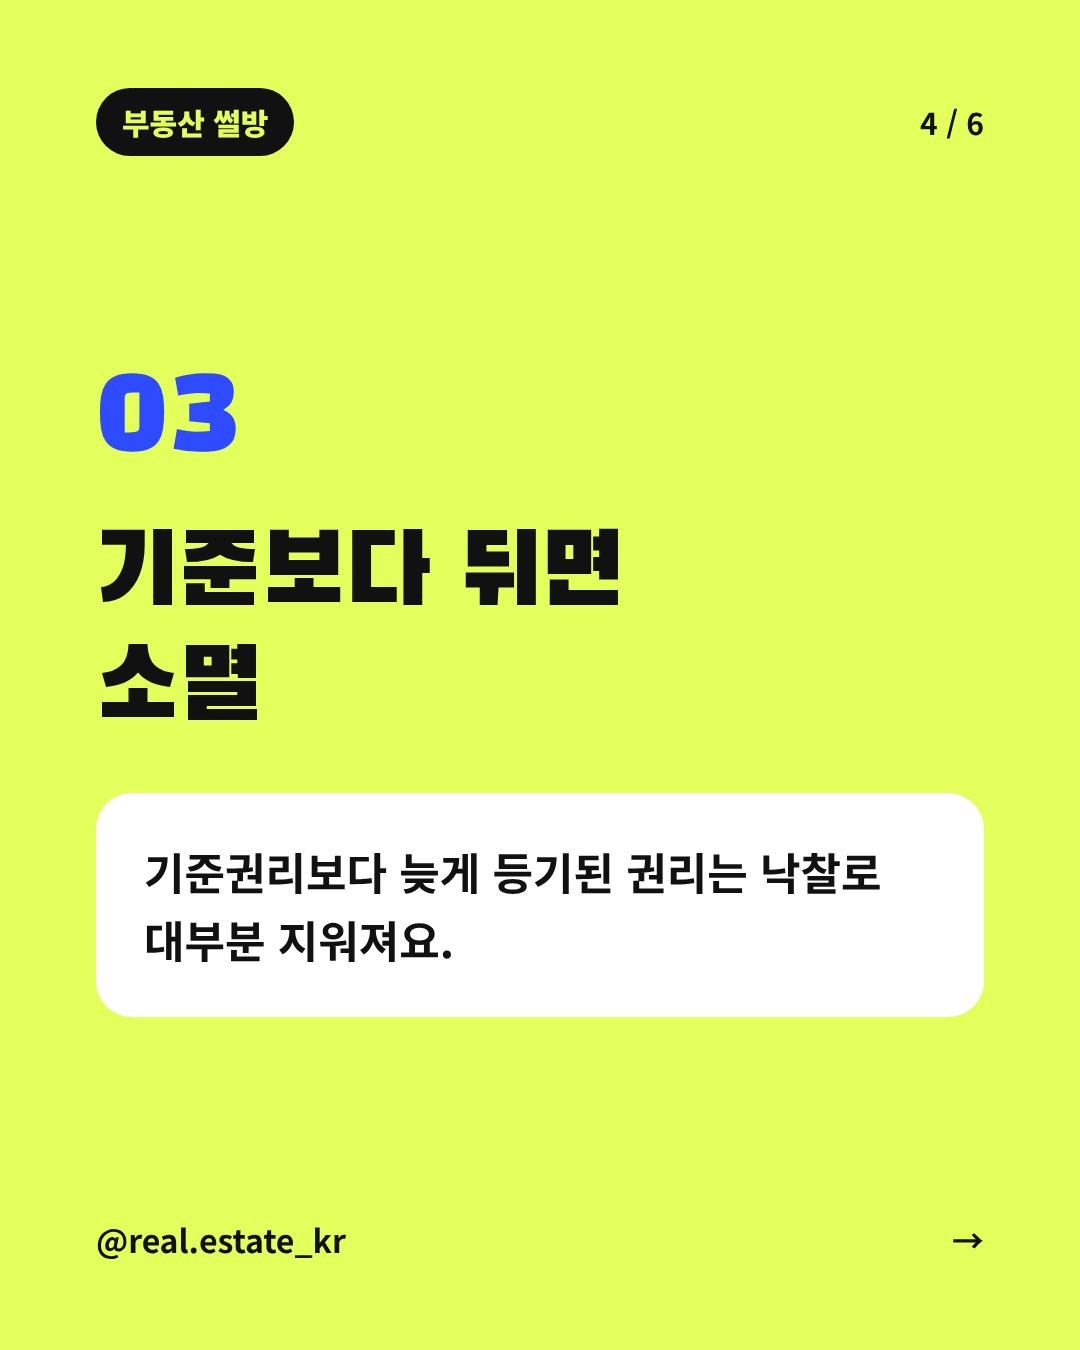 부동산 썰방
4 / 6
03
기준보다 뒤면
소멸
기준권리보다 늦게 등기된 권리는 낙찰로
대부분 지워져요.
@real.estate_kr
→